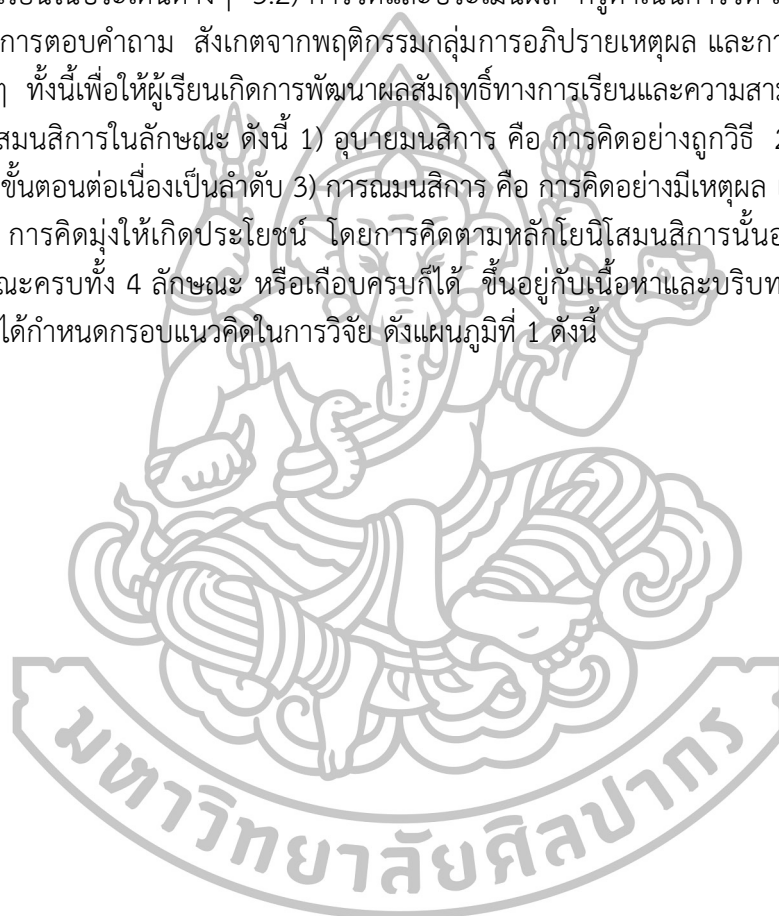 5.2) การวัดและประเมินผล
การตอบคำถาม สังเกตจากพฤติกรรมกลุ่มการอภิปรายเหตุผล
ๆ ทั้งนี้เพื่อให้ผู้เรียนเกิดการพัฒนาผลสัมฤทธิ์ทางการเรียนและ
สมนสิการในลักษณะ ดังนี้ 1) อุบายมนสิการ คือ การคิดอย่างถูกวิธี 2
ขั้นตอนต่อเนื่องเป็นลำดับ 3) การณมนสิการ คือ การคิดอย่างมีเหตุผล
การคิดมุ่งให้เกิดประโยชน์ โดยการคิดตามหลักโยนิโสมนสิการนั้น
ณะครบทั้ง 4 ลักษณะ หรือเกือบครบก็ได้ ขึ้นอยู่กับเนื้อหาและบริบท
ได้กำหนดกรอบแนวคิดในการวิจัย ดังแผนภูมิที่ 1 ดังนี้
มหาวิทยาลัยศิลปากร